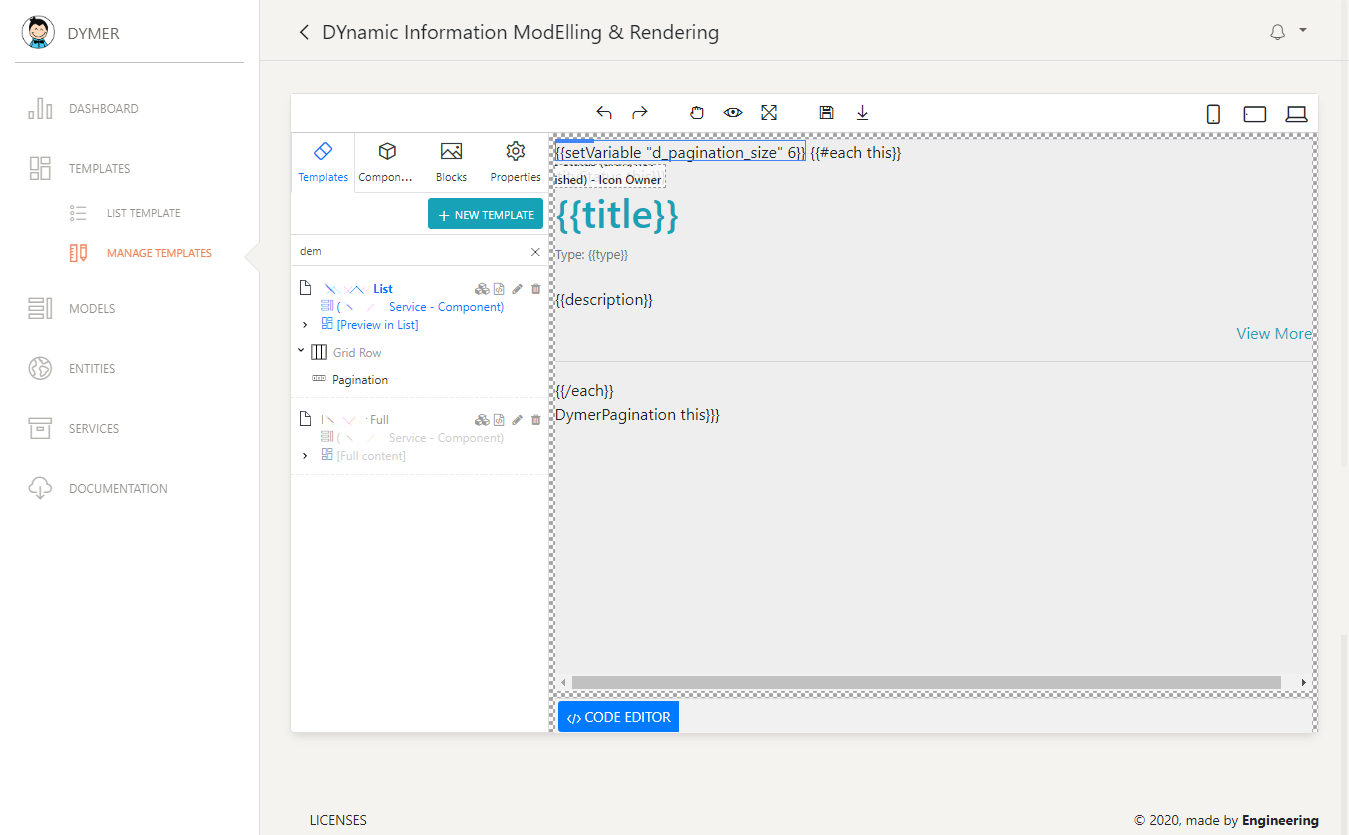 DYMER
DYnamic Information ModElling & Rendering
DASHBOARD
TEMPLATES
LIST TEMPLATE
MANAGE TEMPLATES
MODELS
ENTITIES
SERVICES
DOCUMENTATION
Templates
Compon...
Blocks
Properties
+ NEW TEMPLATE
dem
List
( Service - Component)
[Preview in List]
Grid Row
Pagination
Full
( Service - Component)
[Full content]
{{setVariable "d_pagination_size" 6}} {{#each this}}
ished) - Icon Owner
{{title}}
Type: {{type}}
{{description}}
View More
{{/each}}
DymerPagination this}}}
</> CODE EDITOR
LICENSES
© 2020, made by Engineering